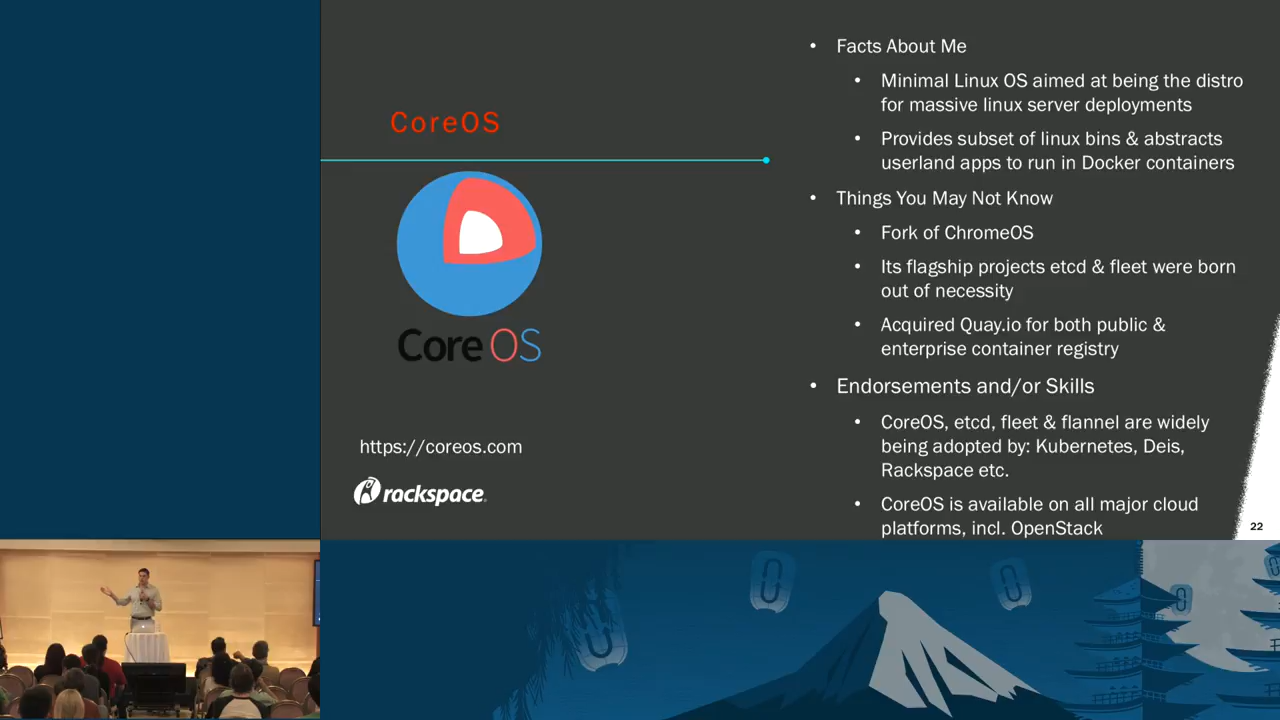 CoreOS
Core OS
https://coreos.com
rackspace.
• Facts About Me
• Minimal Linux OS aimed at being the distro
for massive linux server deployments
• Provides subset of linux bins & abstracts
userland apps to run in Docker containers
• Things You May Not Know
• Fork of ChromeOS
• Its flagship projects etcd & fleet were born
out of necessity
• Acquired Quay.io for both public &
enterprise container registry
• Endorsements and/or Skills
• CoreOS, etcd, fleet & flannel are widely
being adopted by: Kubernetes, Deis,
Rackspace etc.
• CoreOS is available on all major cloud
platforms, incl. OpenStack
22